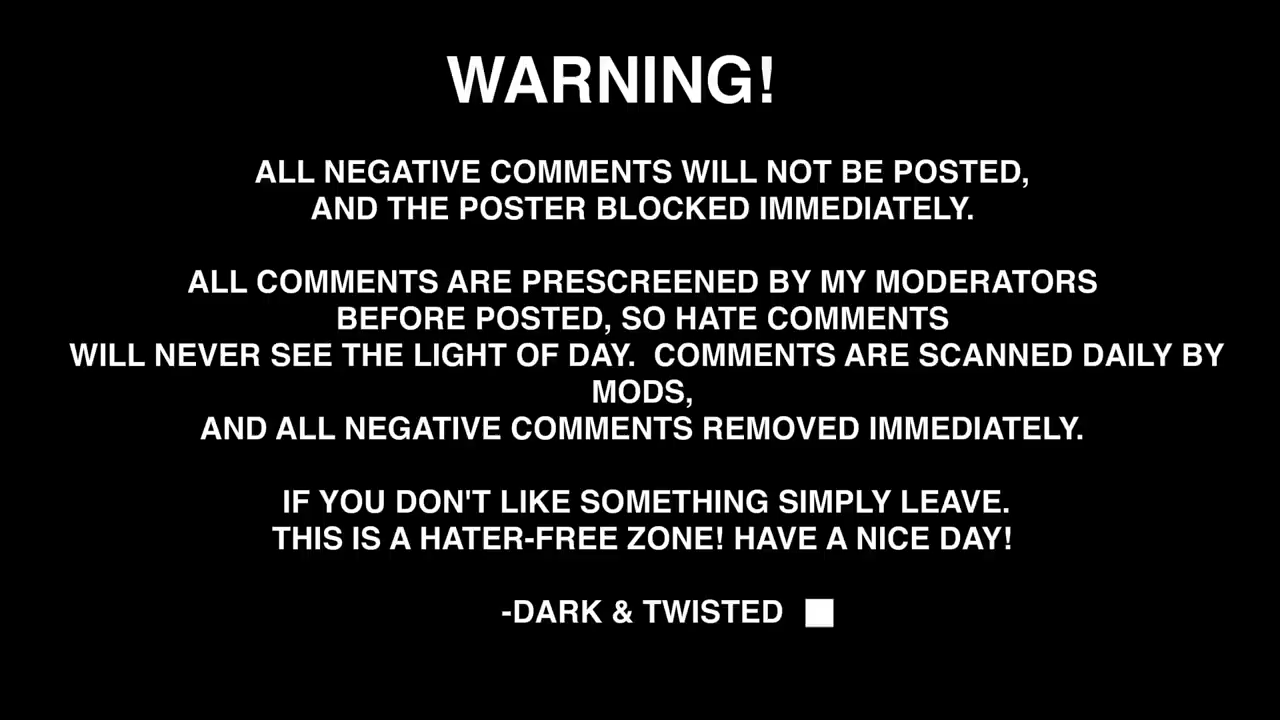 WARNING!
ALL NEGATIVE COMMENTS WILL NOT BE POSTED,
AND THE POSTER BLOCKED IMMEDIATELY.
ALL COMMENTS ARE PRESCREENED BY MY MODERATORS
BEFORE POSTED, SO HATE COMMENTS
WILL NEVER SEE THE LIGHT OF DAY.  COMMENTS ARE SCANNED DAILY BY
MODS,
AND ALL NEGATIVE COMMENTS REMOVED IMMEDIATELY.
IF YOU DON'T LIKE SOMETHING SIMPLY LEAVE.
THIS IS A HATER-FREE ZONE! HAVE A NICE DAY!
-DARK & TWISTED